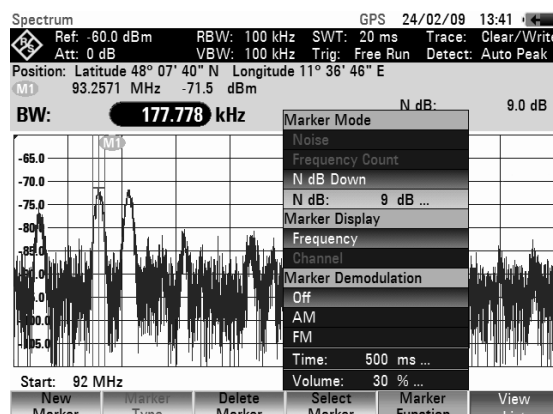 Spectrum GPS 24/02/09 13:41
Ref: -60.0 dBm RBW: 100 kHz SWT: 20 ms Trace: Clear/Write
Att: 0 dB VBW: 100 kHz Trig: Free Run Detect: Auto Peak
Position: Latitude 48° 07' 40" N Longitude 11° 36' 46" E
M1 93.2571 MHz -71.5 dBm
N dB: 9.0 dB
BW: 177.778 kHz
Marker Mode
M1
Noise
-65.0
Frequency Count
-70.0
N dB Down
-75.0
N dB: 9 dB ...
Marker Display
Frequency
Channel
Marker Demodulation
Off
AM
FM
Time: 500 ms ...
Start: 92 MHz
Volume: 30 % ...
New Marker Delete Select Marker View
Marker Type Marker Marker Function List